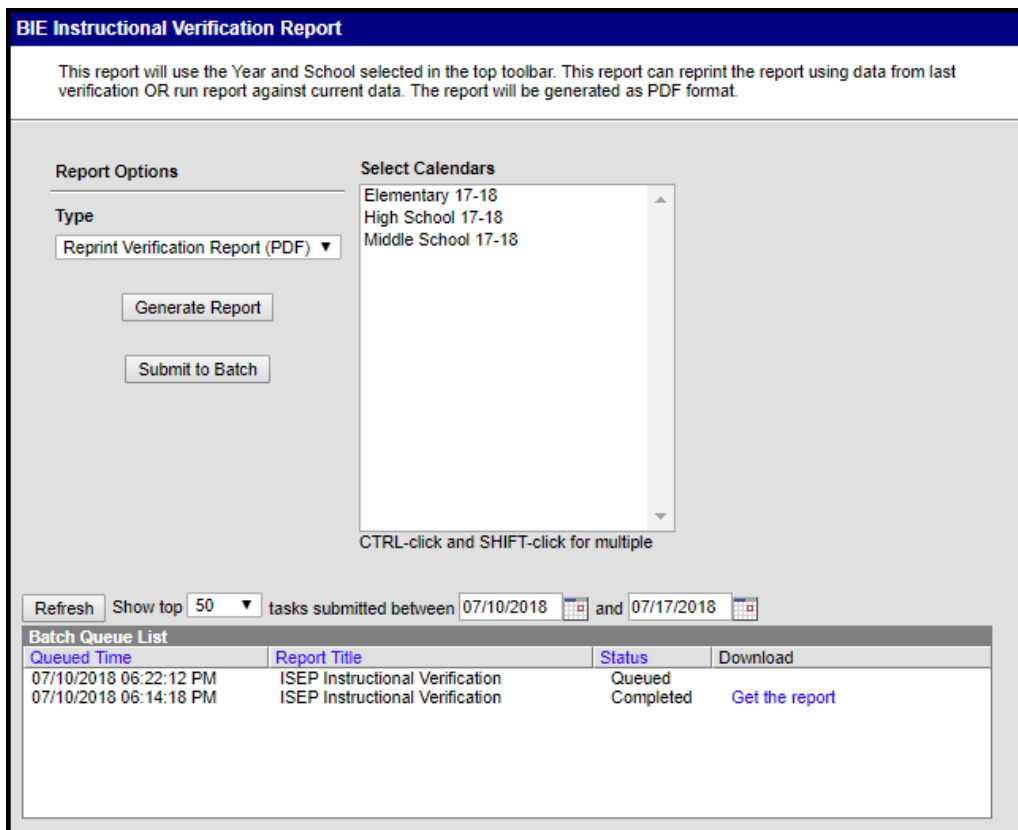 BIE Instructional Verification Report
This report will use the Year and School selected in the top toolbar. This report can reprint the report using data from last
verification OR run report against current data. The report will be generated as PDF format.
Report Options
Type
Reprint Verification Report (PDF)
Generate Report
Submit to Batch
Select Calendars
Elementary 17-18
High School 17-18
Middle School 17-18
CTRL-click and SHIFT-click for multiple
Refresh Show top 50 tasks submitted between 07/10/2018 and 07/17/2018
Batch Queue List
Queued Time Report Title Status Download
07/10/2018 06:22:12 PM ISEP Instructional Verification Queued
07/10/2018 06:14:18 PM ISEP Instructional Verification Completed Get the report